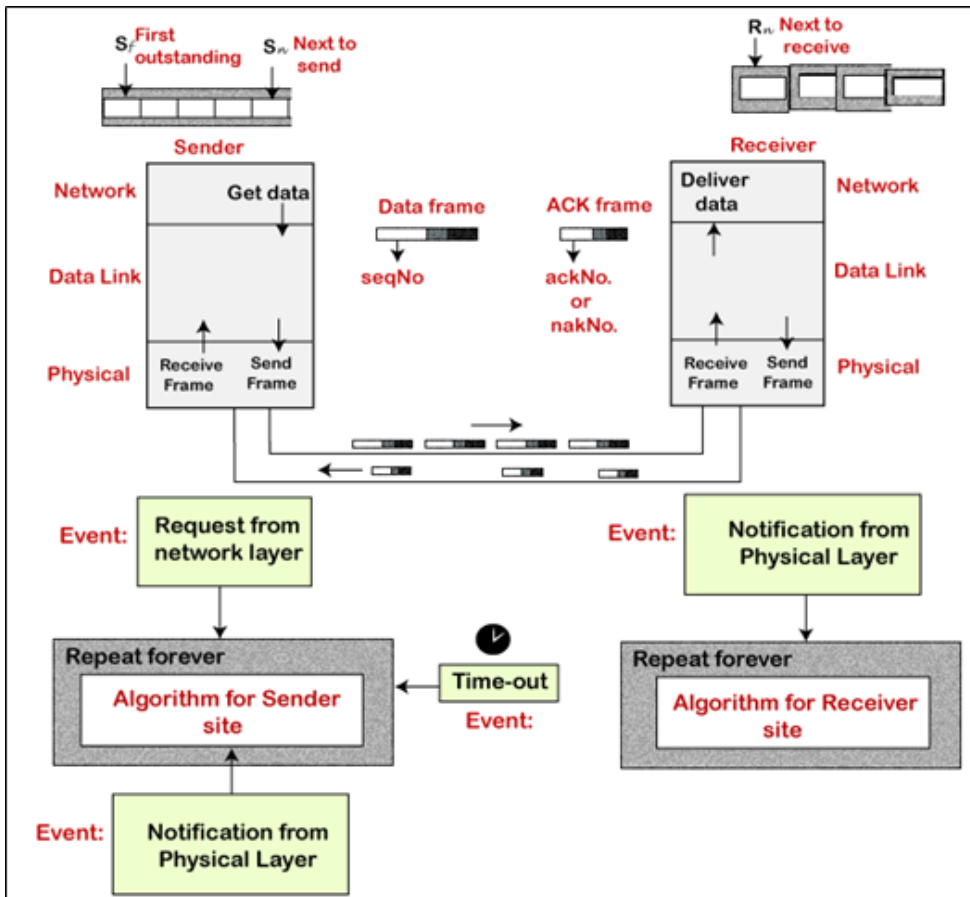 Sf First
outstanding
Sn Next to
send
Rn Next to
receive
Sender
Receiver
Network
Get data
Data frame
ACK frame
Deliver
data
Network
Data Link
seqNo
ackNo.
or
nakNo.
Data Link
Physical
Receive
Frame
Send
Frame
Receive
Frame
Send
Frame
Physical
Event:
Request from
network layer
Event:
Notification from
Physical Layer
Repeat forever
Algorithm for Sender
site
Time-out
Event:
Repeat forever
Algorithm for Receiver
site
Event:
Notification from
Physical Layer